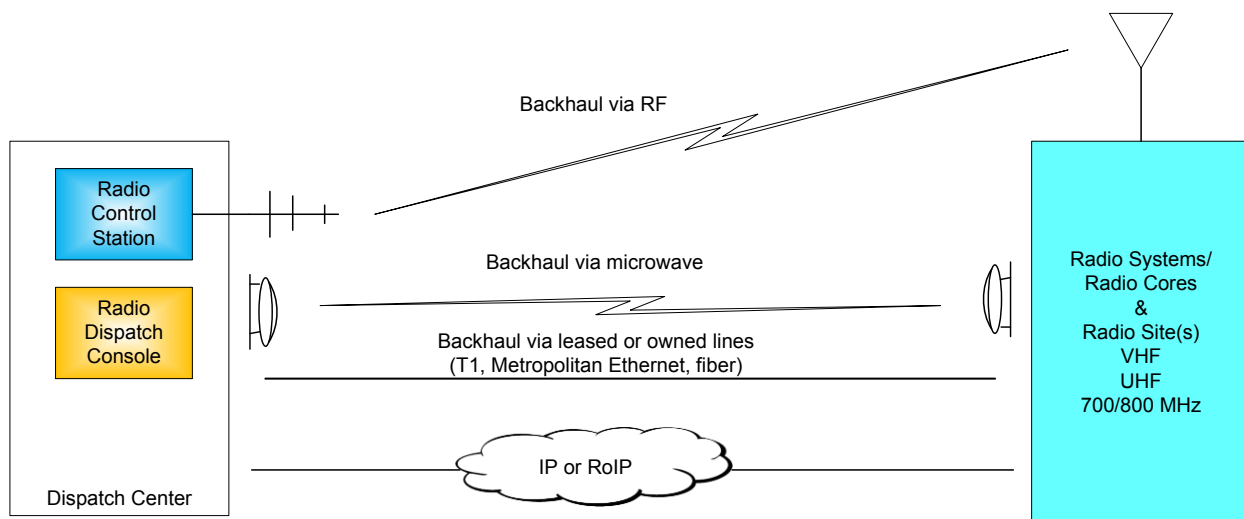 Backhaul via RF
Radio
Control
Station
Backhaul via microwave
Radio
Dispatch
Console
Backhaul via leased or owned lines
(T1, Metropolitan Ethernet, fiber)
IP or RoIP
Dispatch Center
Radio Systems/
Radio Cores
&
Radio Site(s)
VHF
UHF
700/800 MHz